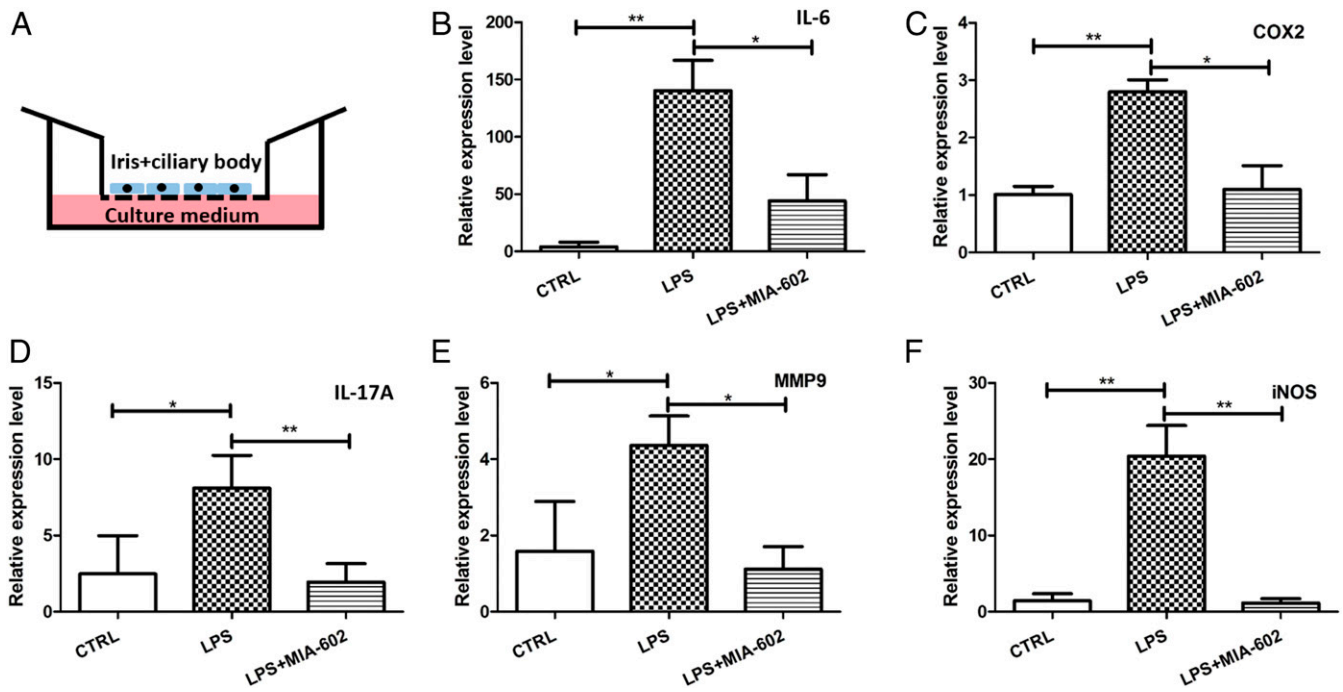 A
Iris+ciliary body
Culture medium
B
IL-6
Relative expression level
200
150
100
50
0
**
*
CTRL
LPS
LPS+MIA-602
C
COX2
Relative expression level
4
3
2
1
0
**
*
CTRL
LPS
LPS+MIA-602
D
IL-17A
Relative expression level
15
10
5
0
*
**
CTRL
LPS
LPS+MIA-602
E
MMP9
Relative expression level
6
4
2
0
*
*
CTRL
LPS
LPS+MIA-602
F
iNOS
Relative expression level
30
20
10
0
**
**
CTRL
LPS
LPS+MIA-602